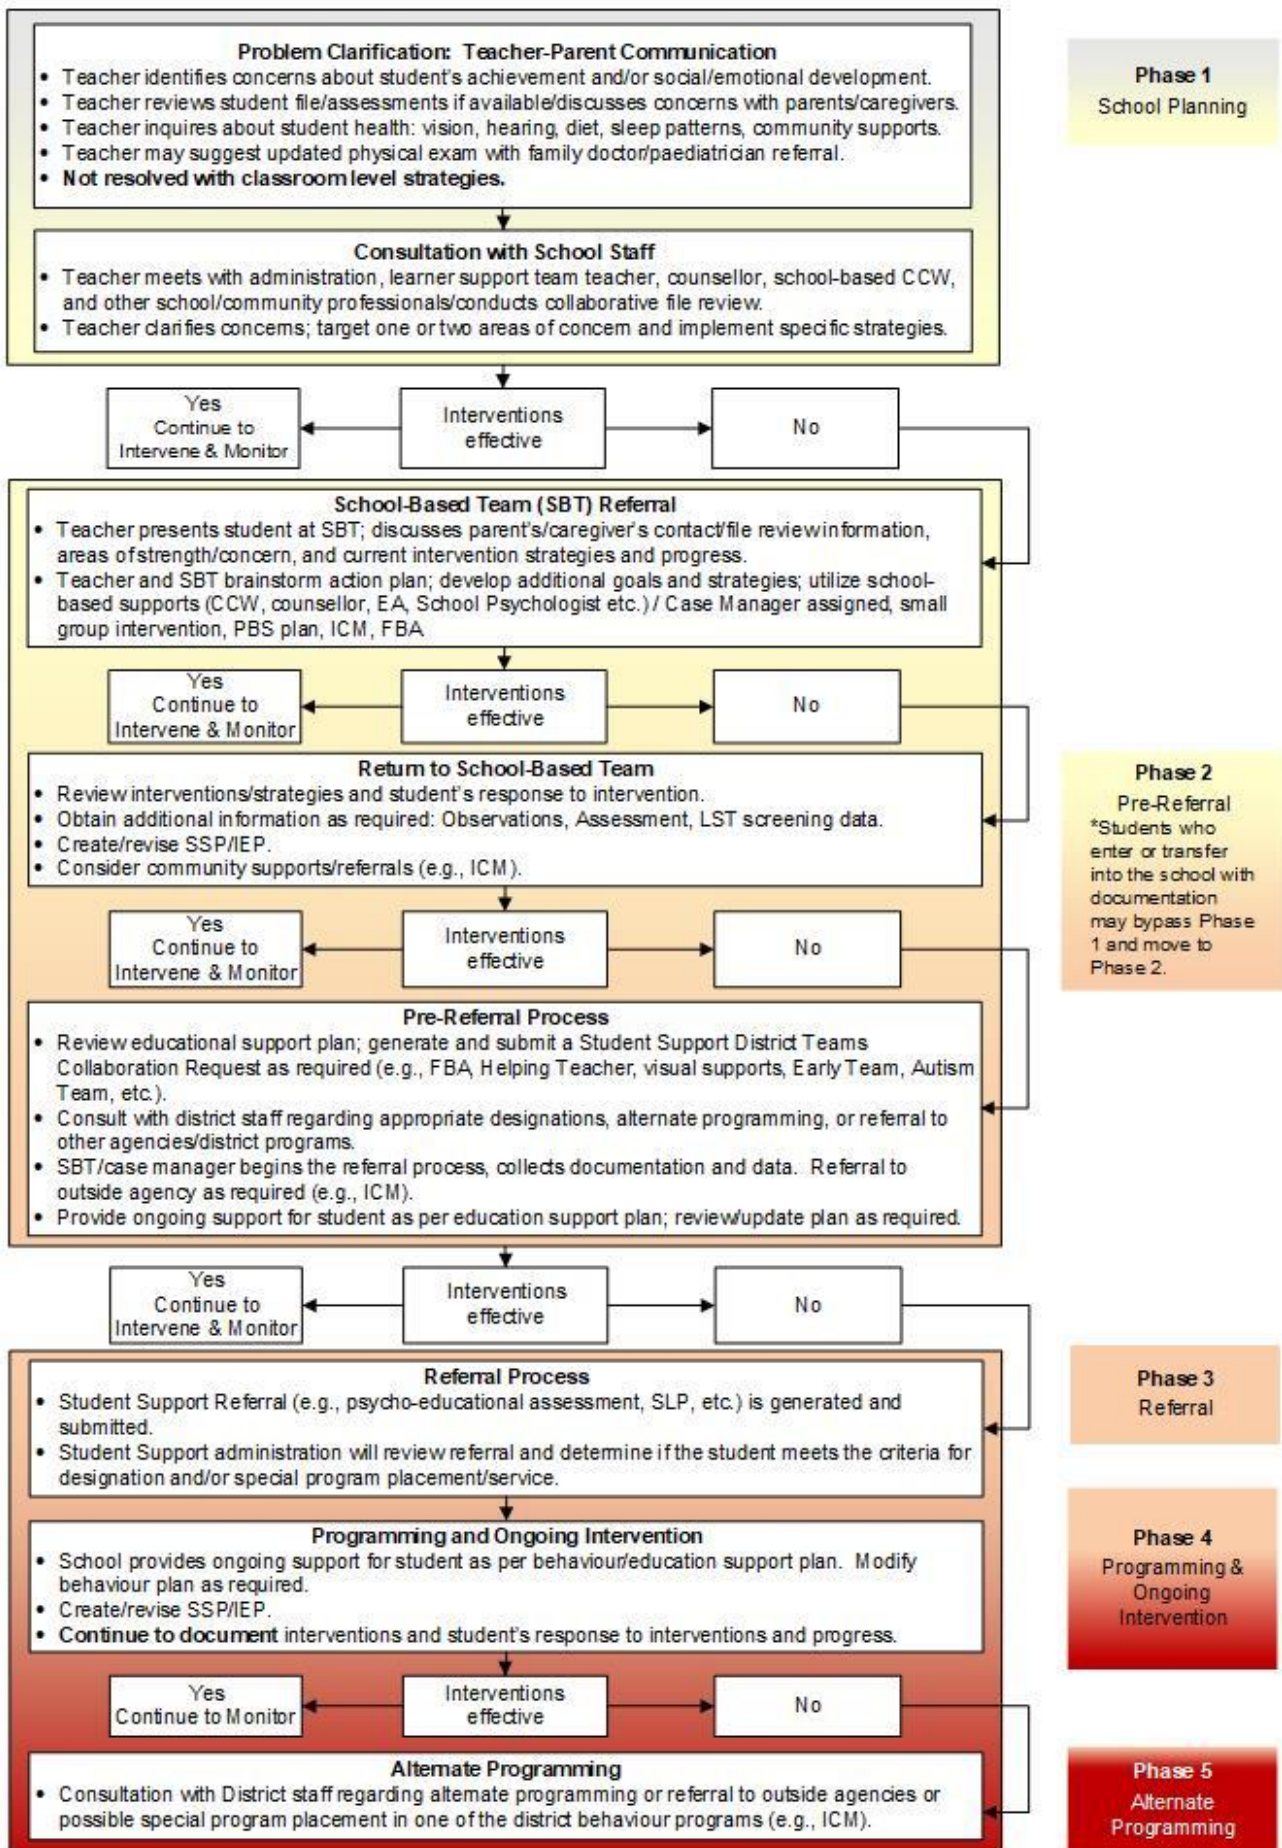 Problem Clarification:  Teacher-Parent Communication
• Teacher identifies concerns about student's achievement and/or social/emotional development.
• Teacher reviews student file/assessments if available/discusses concerns with parents/caregivers.
• Teacher inquires about student health: vision, hearing, diet, sleep patterns, community supports.
• Teacher may suggest updated physical exam with family doctor/paediatrician referral.
• Not resolved with classroom level strategies.
Phase 1
School Planning
Consultation with School Staff
• Teacher meets with administration, learner support team teacher, counsellor, school-based CCW,
and other school/community professionals/conducts collaborative file review.
• Teacher clarifies concerns; target one or two areas of concern and implement specific strategies.
Yes
Continue to
Intervene & Monitor
Interventions
effective
No
School-Based Team (SBT) Referral
• Teacher presents student at SBT; discusses parent's/caregiver's contact/file review information,
areas of strength/concern, and current intervention strategies and progress.
• Teacher and SBT brainstorm action plan; develop additional goals and strategies; utilize school-
based supports (CCW, counsellor, EA, School Psychologist etc.) / Case Manager assigned, small
group intervention, PBS plan, ICM, FBA
Yes
Continue to
Intervene & Monitor
Interventions
effective
No
Return to School-Based Team
• Review interventions/strategies and student's response to intervention.
• Obtain additional information as required: Observations, Assessment, LST screening data.
• Create/revise SSP/IEP.
• Consider community supports/referrals (e.g., ICM).
Phase 2
Pre-Referral
*Students who
enter or transfer
into the school with
documentation
may bypass Phase
1 and move to
Phase 2.
Yes
Continue to
Intervene & Monitor
Interventions
effective
No
Pre-Referral Process
• Review educational support plan; generate and submit a Student Support District Teams
Collaboration Request as required (e.g., FBA, Helping Teacher, visual supports, Early Team, Autism
Team, etc.).
• Consult with district staff regarding appropriate designations, alternate programming, or referral to
other agencies/district programs.
• SBT/case manager begins the referral process, collects documentation and data.  Referral to
outside agency as required (e.g., ICM).
• Provide ongoing support for student as per education support plan; review/update plan as required.
Yes
Continue to
Intervene & Monitor
Interventions
effective
No
Referral Process
• Student Support Referral (e.g., psycho-educational assessment, SLP, etc.) is generated and
submitted.
• Student Support administration will review referral and determine if the student meets the criteria for
designation and/or special program placement/service.
Phase 3
Referral
Programming and Ongoing Intervention
• School provides ongoing support for student as per behaviour/education support plan.  Modify
behaviour plan as required.
• Create/revise SSP/IEP.
• Continue to document interventions and student's response to interventions and progress.
Phase 4
Programming &
Ongoing
Intervention
Yes
Continue to Monitor
Interventions
effective
No
Alternate Programming
• Consultation with District staff regarding alternate programming or referral to outside agencies or
possible special program placement in one of the district behaviour programs (e.g., ICM).
Phase 5
Alternate
Programming